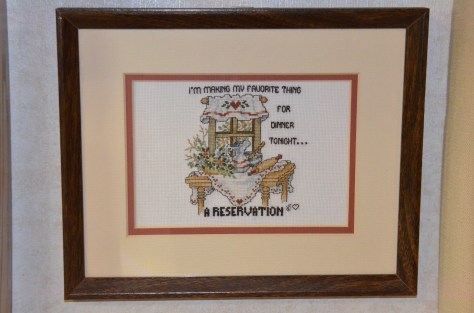 I'M MAKING MY FAVORITE THING
FOR
DINNER
TONIGHT...
A RESERVATION